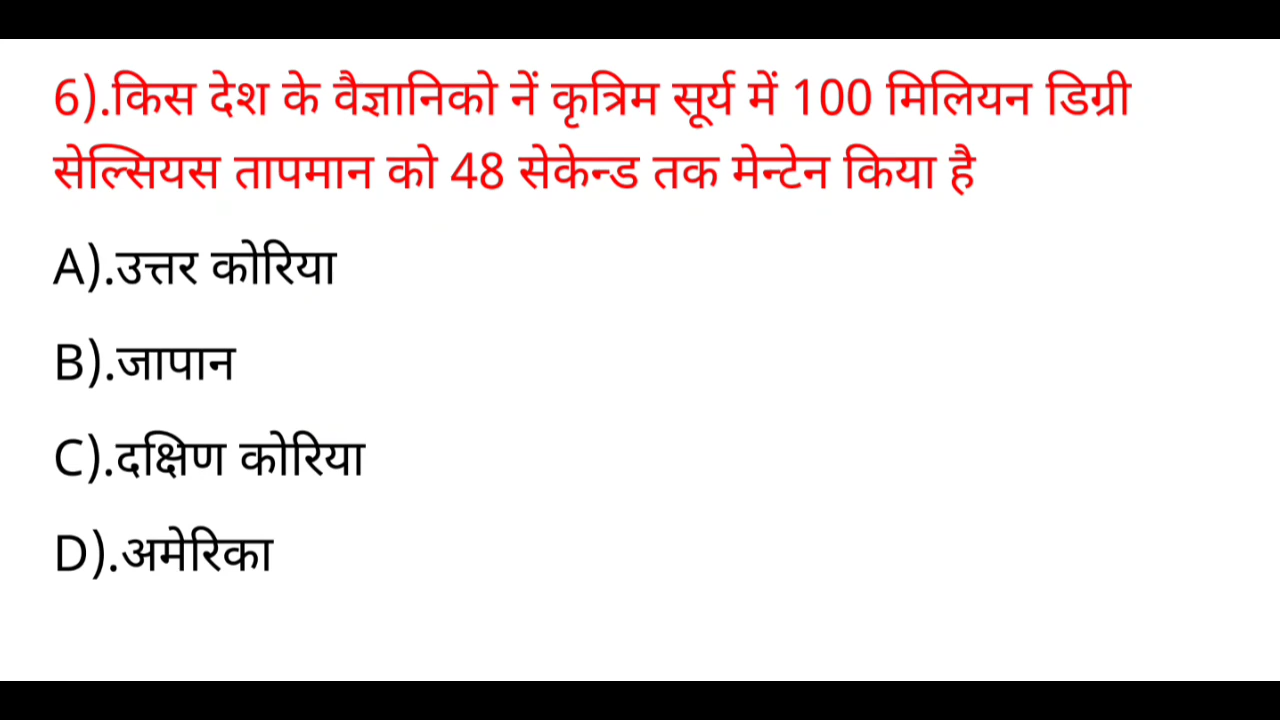 6).किस देश के वैज्ञानिको नें कृत्रिम सूर्य में 100 मिलियन डिग्री
सेल्सियस तापमान को 48 सेकेन्ड तक मेन्टेन किया है
A).उत्तर कोरिया
B).जापान
C).दक्षिण कोरिया
D).अमेरिका